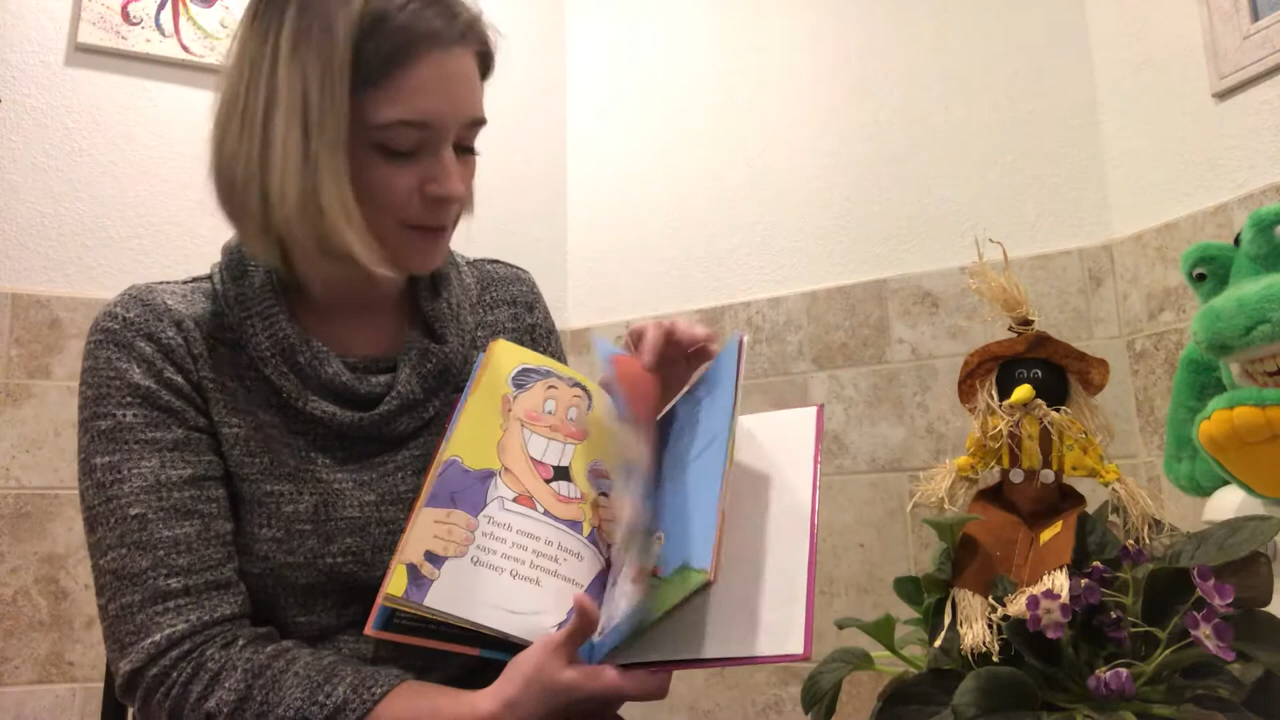 "Teeth come in handy
when you speak,"
says news broadcaster
Quincy Queek.